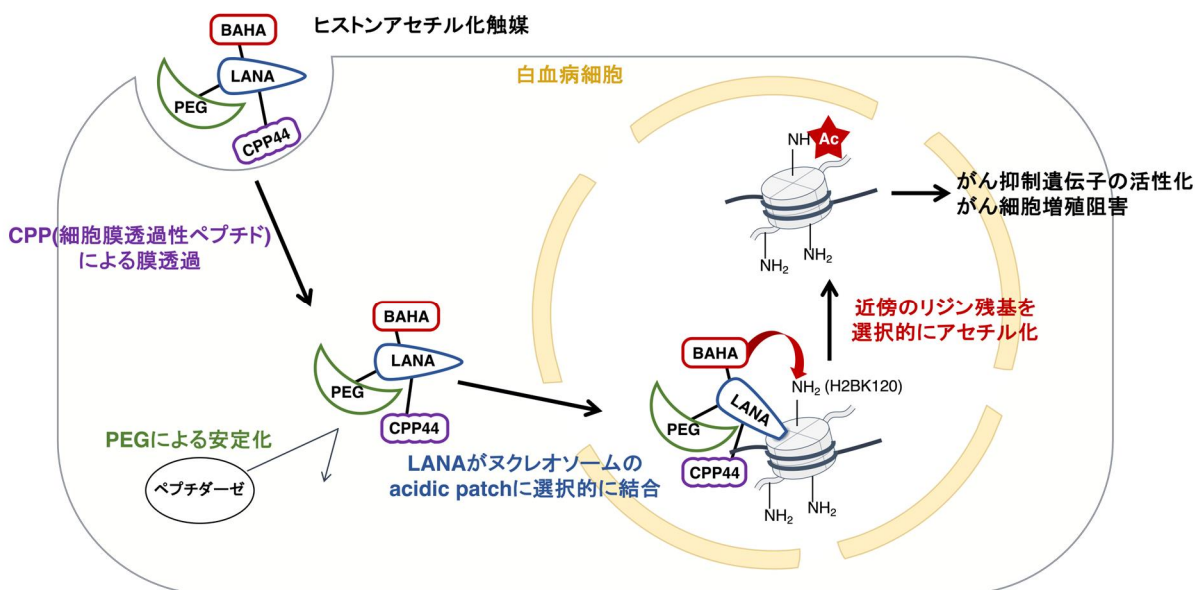 BAHA
ヒストンアセチル化触媒
LANA
PEG
CPP44
白血病細胞
NH
Ac
がん抑制遺伝子の活性化
がん細胞増殖阻害
NH2
NH2
CPP(細胞膜透過性ペプチド)
による膜透過
近傍のリジン残基を
選択的にアセチル化
BAHA
LANA
PEG
CPP44
BAHA
NH2 (H2BK120)
LANA
PEG
CPP44
NH2
NH2
PEGによる安定化
ペプチダーゼ
LANAがヌクレオソームの
acidic patchに選択的に結合